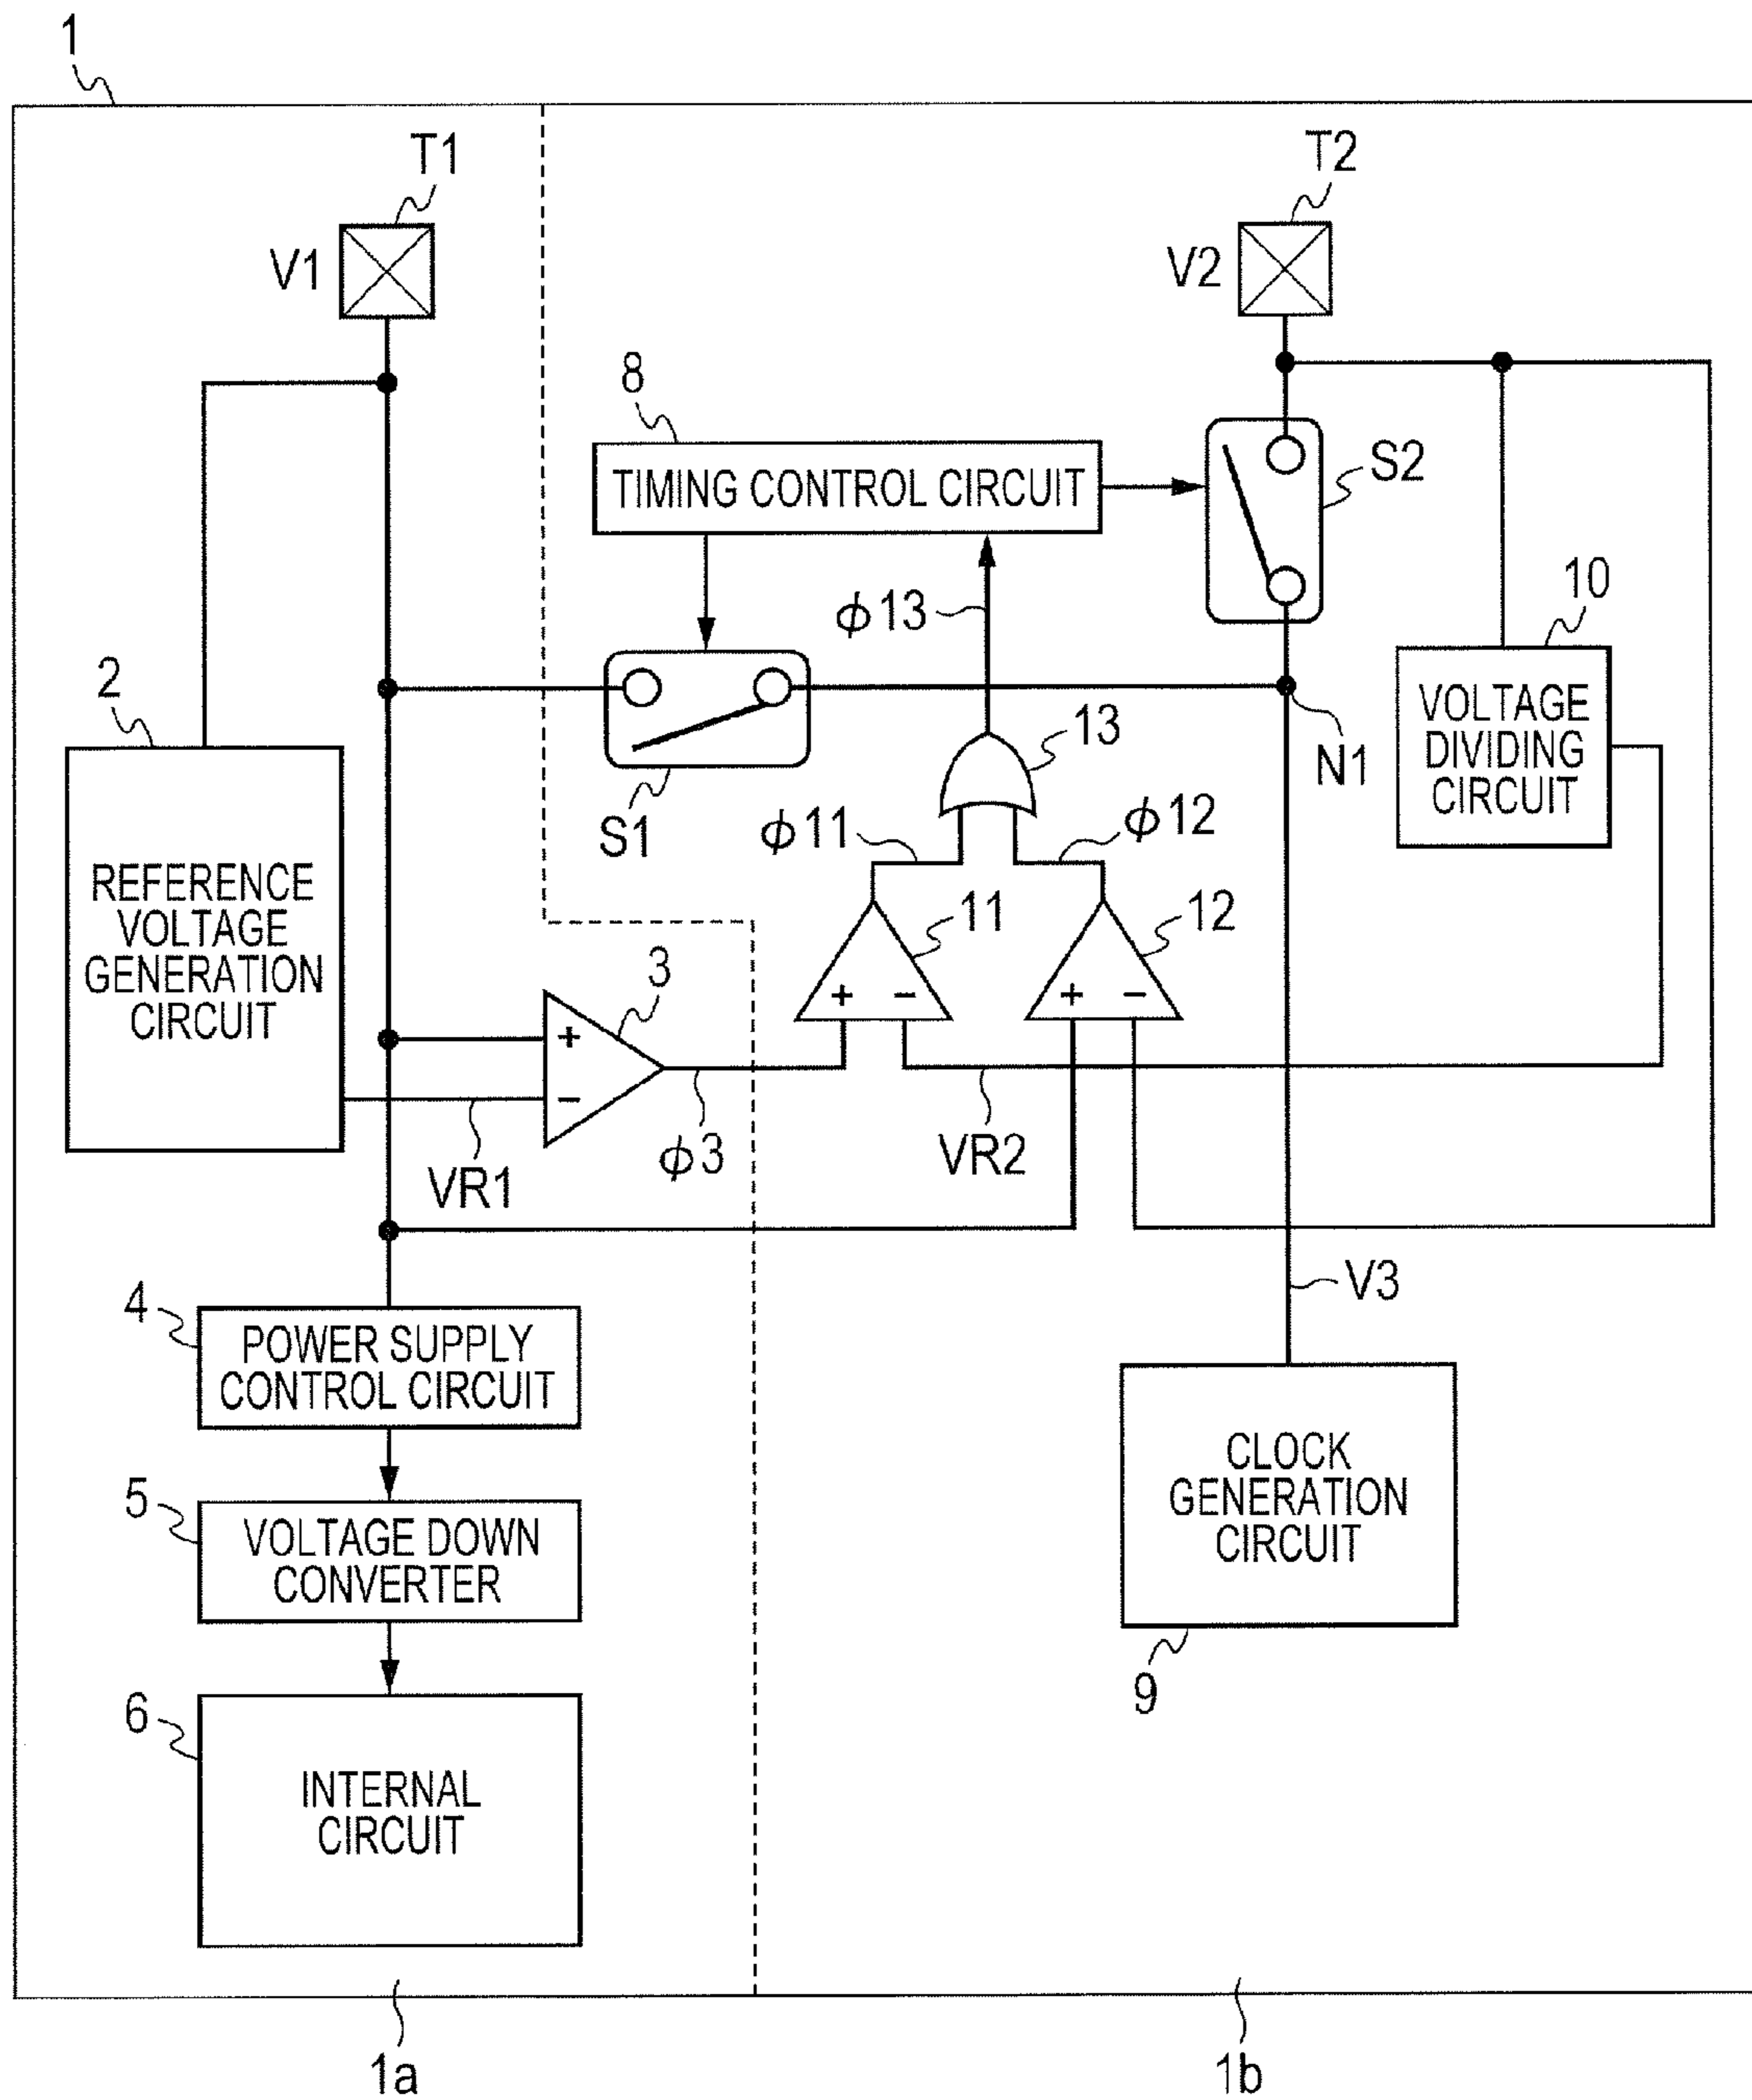 1
T1
T2
V1
V2
8
TIMING CONTROL CIRCUIT
S2
ϕ13
10
2
VOLTAGE
DIVIDING
CIRCUIT
13
N1
S1
ϕ11
ϕ12
REFERENCE
VOLTAGE
GENERATION
CIRCUIT
11
12
3
+
−
+
−
+
−
VR1
ϕ3
VR2
4
POWER SUPPLY
CONTROL CIRCUIT
V3
5
VOLTAGE DOWN
CONVERTER
CLOCK
GENERATION
CIRCUIT
9
6
INTERNAL
CIRCUIT
1a
1b